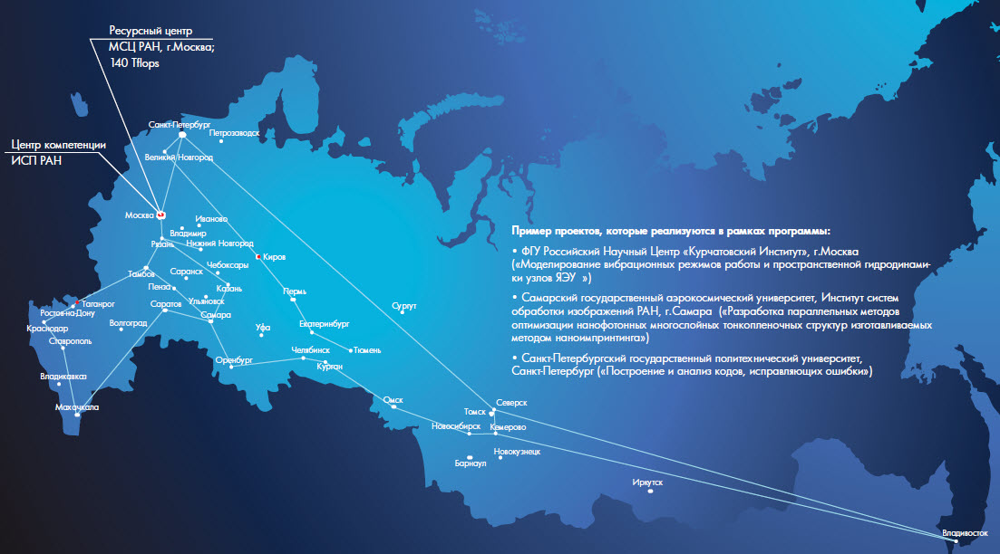 Ресурсный центр
МСЦ РАН, г.Москва;
140 Tflops
Санкт-Петербург
Петрозаводск
Центр компетенции
ИСП РАН
Великий Новгород
Москва
Иваново
Владимир
Рязань
Нижний Новгород
Киров
Чебоксары
Тамбов
Саранск
Пенза
Казань
Пермь
Ульяновск
Таганрог
Саратов
Сургут
Ростов-на-Дону
Самара
Волгоград
Краснодар
Уфа
Екатеринбург
Ставрополь
Челябинск
Тюмень
Оренбург
Курган
Владикавказ
Махачкала
Омск
Северск
Томск
Новосибирск
Кемерово
Новокузнецк
Барнаул
Иркутск
Владивосток
Пример проектов, которые реализуются в рамках программы:
• ФГУ Российский Научный Центр «Курчатовский Институт», г.Москва
(«Моделирование вибрационных режимов работы и пространственной гидродинами-
ки узлов ЯЭУ »)
• Самарский государственный аэрокосмический университет, Институт систем
обработки изображений РАН, г.Самара («Разработка параллельных методов
оптимизации нанофотонных многослойных тонкопленочных структур изготавливаемых
методом наноимпринтинга»)
• Санкт-Петербургский государственный политехнический университет,
Санкт-Петербург («Построение и анализ кодов, исправляющих ошибки»)